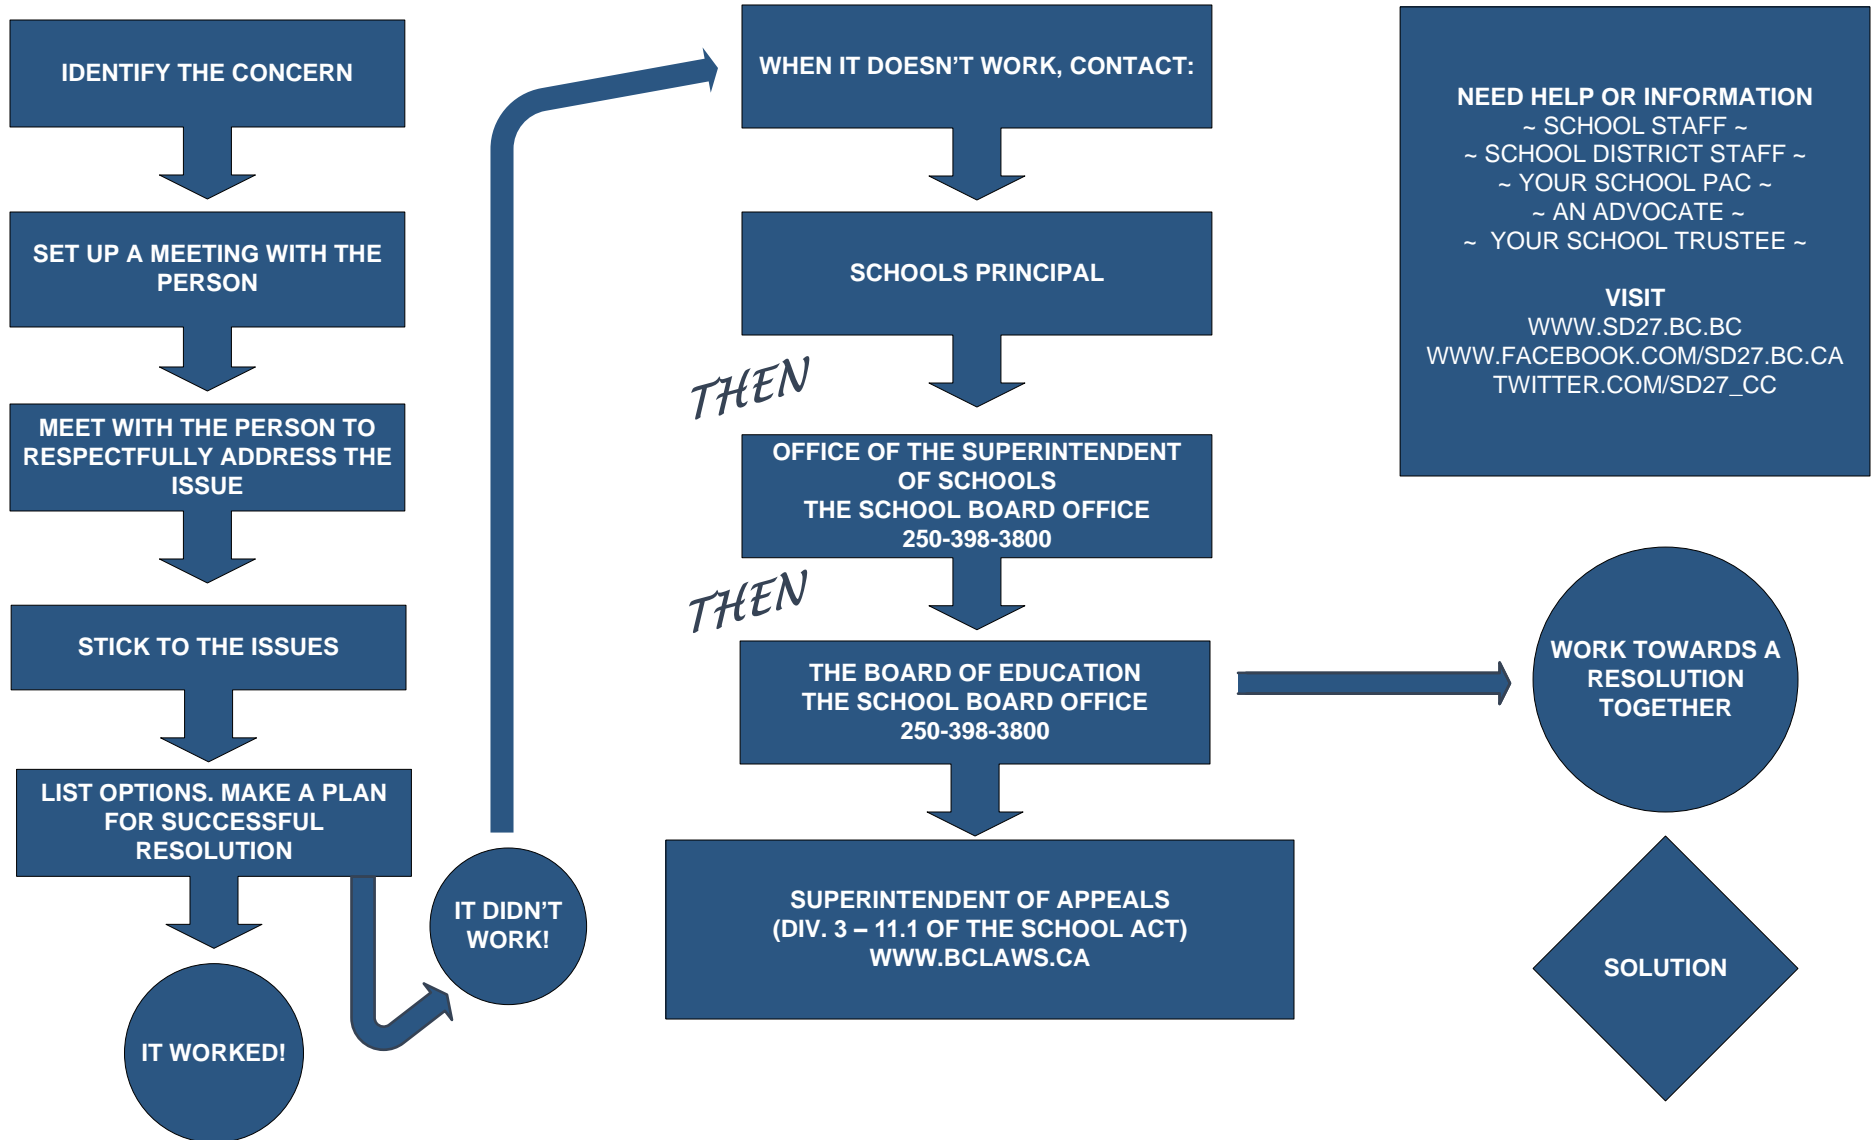 IDENTIFY THE CONCERN
SET UP A MEETING WITH THE
PERSON
MEET WITH THE PERSON TO
RESPECTFULLY ADDRESS THE
ISSUE
STICK TO THE ISSUES
LIST OPTIONS. MAKE A PLAN
FOR SUCCESSFUL
RESOLUTION
IT WORKED!
IT DIDN’T
WORK!
WHEN IT DOESN’T WORK, CONTACT:
SCHOOLS PRINCIPAL
THEN
OFFICE OF THE SUPERINTENDENT
OF SCHOOLS
THE SCHOOL BOARD OFFICE
250-398-3800
THEN
THE BOARD OF EDUCATION
THE SCHOOL BOARD OFFICE
250-398-3800
SUPERINTENDENT OF APPEALS
(DIV. 3 – 11.1 OF THE SCHOOL ACT)
WWW.BCLAWS.CA
NEED HELP OR INFORMATION
~ SCHOOL STAFF ~
~ SCHOOL DISTRICT STAFF ~
~ YOUR SCHOOL PAC ~
~ AN ADVOCATE ~
~ YOUR SCHOOL TRUSTEE ~
VISIT
WWW.SD27.BC.BC
WWW.FACEBOOK.COM/SD27.BC.CA
TWITTER.COM/SD27_CC
WORK TOWARDS A
RESOLUTION
TOGETHER
SOLUTION